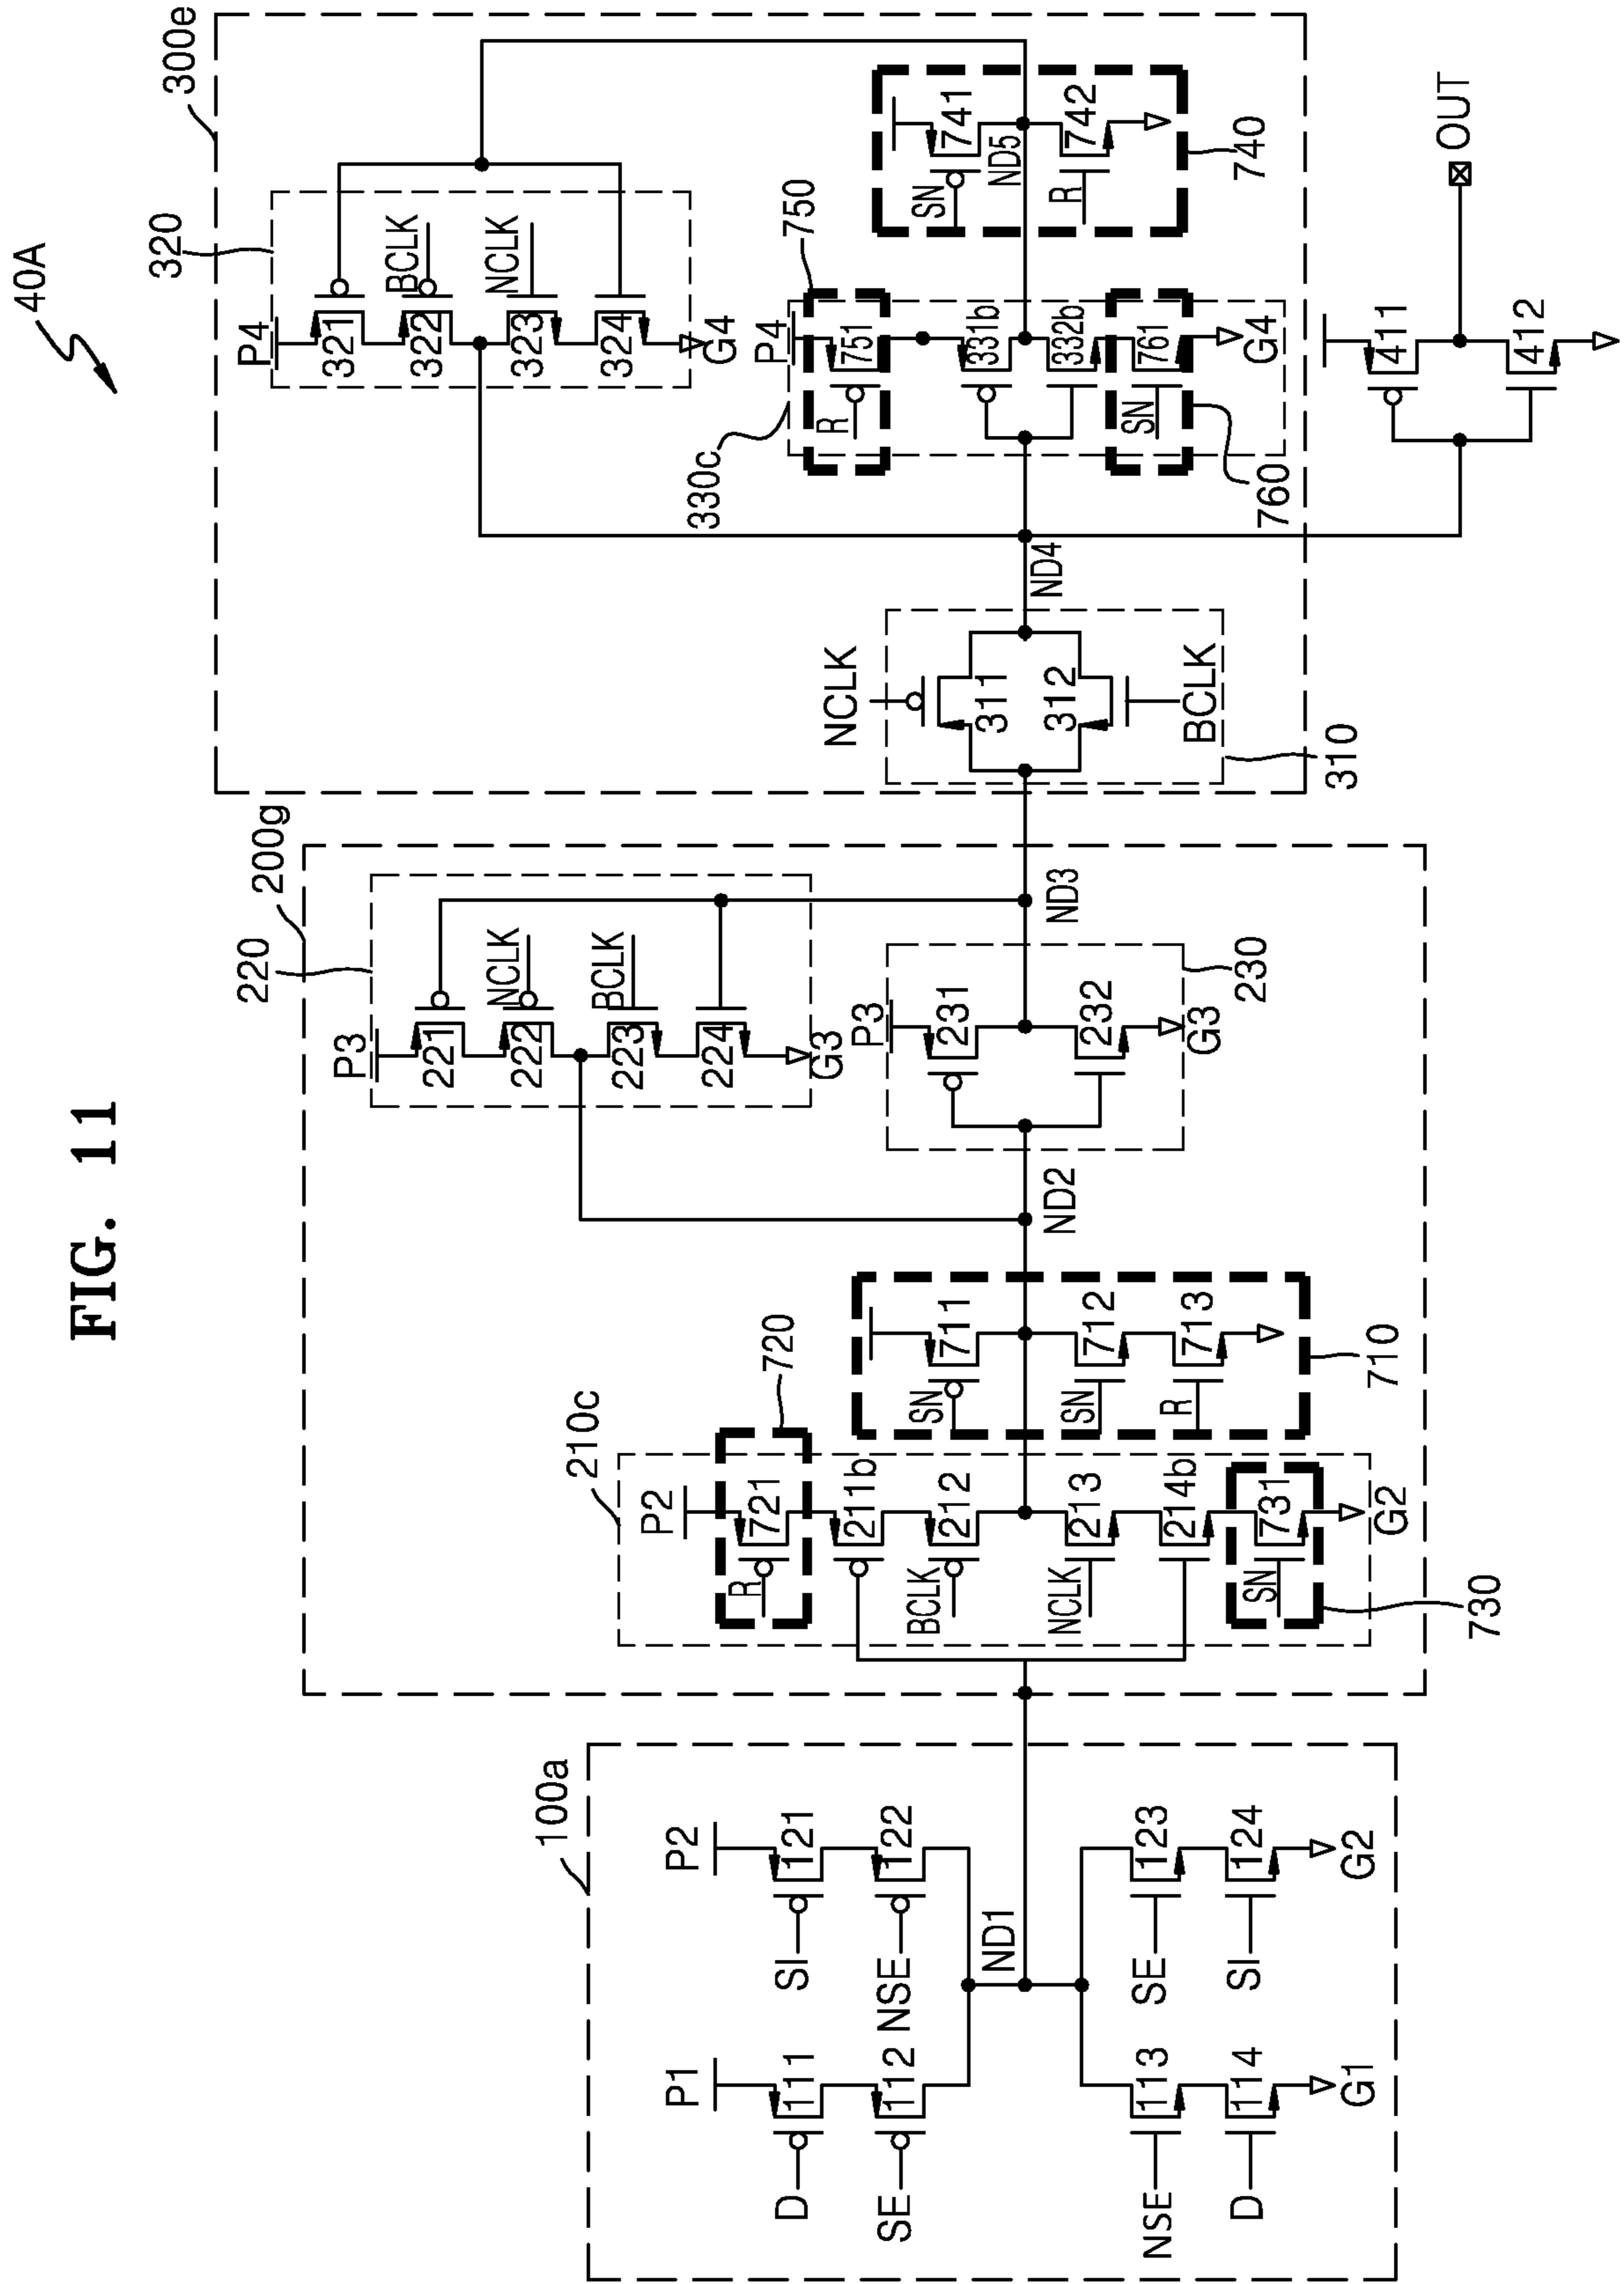 FIG. 11
40A
100a
P1
111
D
112
SE
P2
121
SI
122
NSE
ND1
113
NSE
114
D
G1
123
SE
124
SI
G2
200g
210c
P2
720
721
R
211b
212
BCLK
213
NCLK
214b
731
SN
G2
730
711
SN
712
SN
713
R
710
ND2
220
P3
221
222
NCLK
223
BCLK
224
G3
P3
231
232
G3
230
ND3
300e
NCLK
311
312
BCLK
310
ND4
320
P4
321
322
BCLK
323
NCLK
324
G4
330c
750
P4
751
R
331b
332b
761
SN
G4
760
741
SN
ND5
742
R
740
411
412
OUT